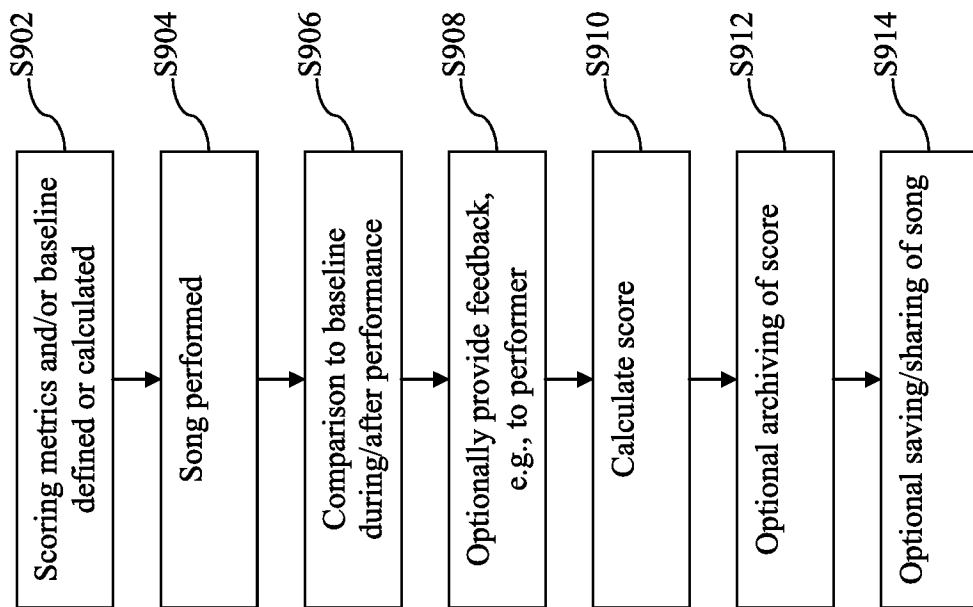 Scoring metrics and/or baseline
defined or calculated
S902
Song performed
S904
Comparison to baseline
during/after performance
S906
Optionally provide feedback,
e.g., to performer
S908
Calculate score
S910
Optional archiving of score
S912
Optional saving/sharing of song
S914